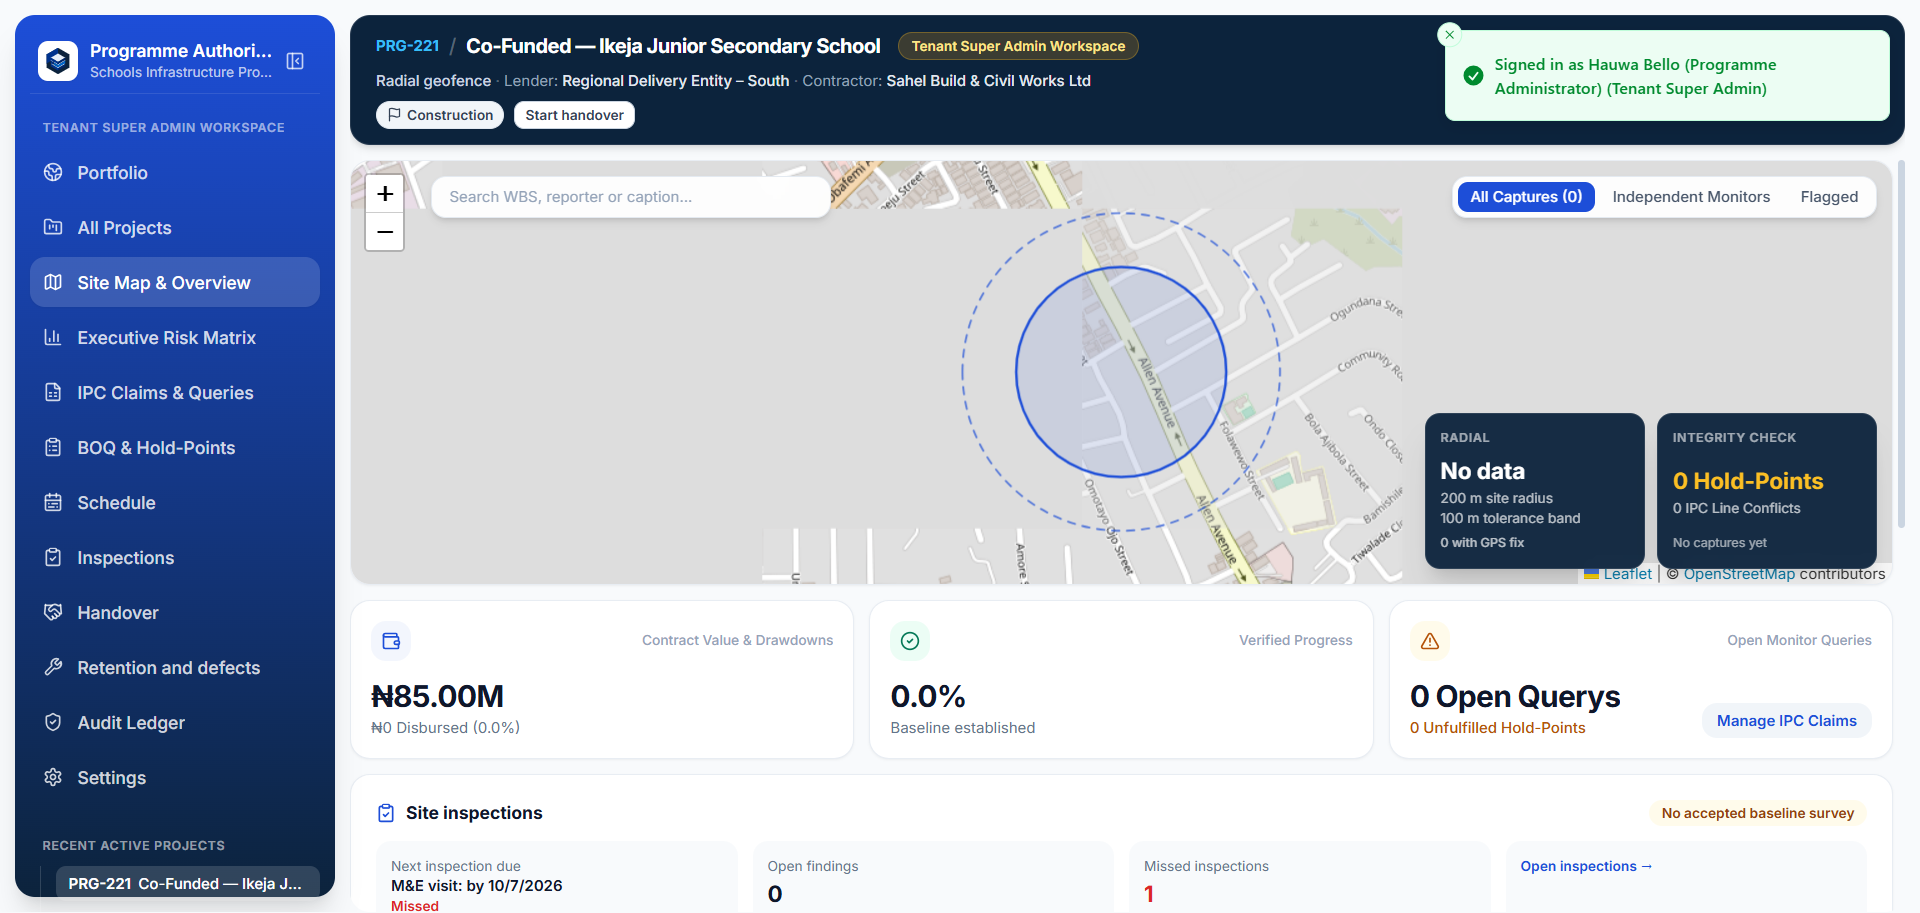 Programme Authori...
Schools Infrastructure Pro...
TENANT SUPER ADMIN WORKSPACE
Portfolio
All Projects
Site Map & Overview
Executive Risk Matrix
IPC Claims & Queries
BOQ & Hold-Points
Schedule
Inspections
Handover
Retention and defects
Audit Ledger
Settings
RECENT ACTIVE PROJECTS
PRG-221 Co-Funded — Ikeja J...
PRG-221 / Co-Funded — Ikeja Junior Secondary School
Tenant Super Admin Workspace
Radial geofence · Lender: Regional Delivery Entity – South · Contractor: Sahel Build & Civil Works Ltd
Construction
Start handover
Signed in as Hauwa Bello (Programme
Administrator) (Tenant Super Admin)
+
−
Search WBS, reporter or caption...
All Captures (0)
Independent Monitors
Flagged
Street
Ogundana Stre
Community Ro
Allen Avenue
Folawewo Street
Bola Ajibola Street
Ondo Close
Bamishile
Tiwalade Cl
Omotayo Ojo Street
Allen Avenue
Amore S
RADIAL
No data
200 m site radius
100 m tolerance band
0 with GPS fix
INTEGRITY CHECK
0 Hold-Points
0 IPC Line Conflicts
No captures yet
Leaflet | © OpenStreetMap contributors
Contract Value & Drawdowns
₦85.00M
₦0 Disbursed (0.0%)
Verified Progress
0.0%
Baseline established
Open Monitor Queries
0 Open Querys
0 Unfulfilled Hold-Points
Manage IPC Claims
Site inspections
No accepted baseline survey
Next inspection due
M&E visit: by 10/7/2026
Missed
Open findings
0
Missed inspections
1
Open inspections →